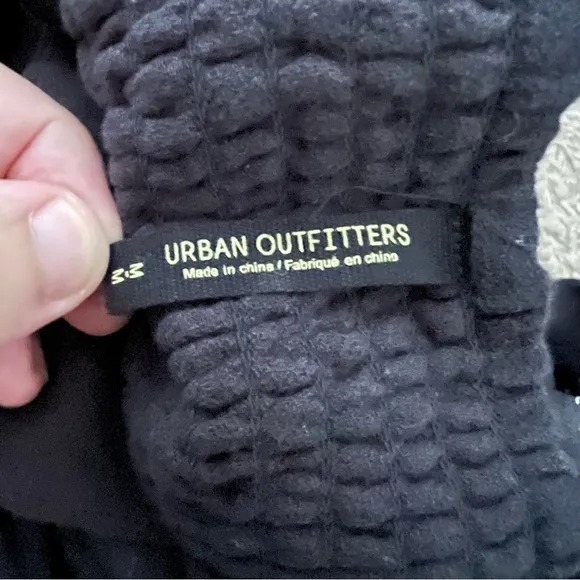 URBAN OUTFITTERS
Made in china / Fabriqué en chine
M·M